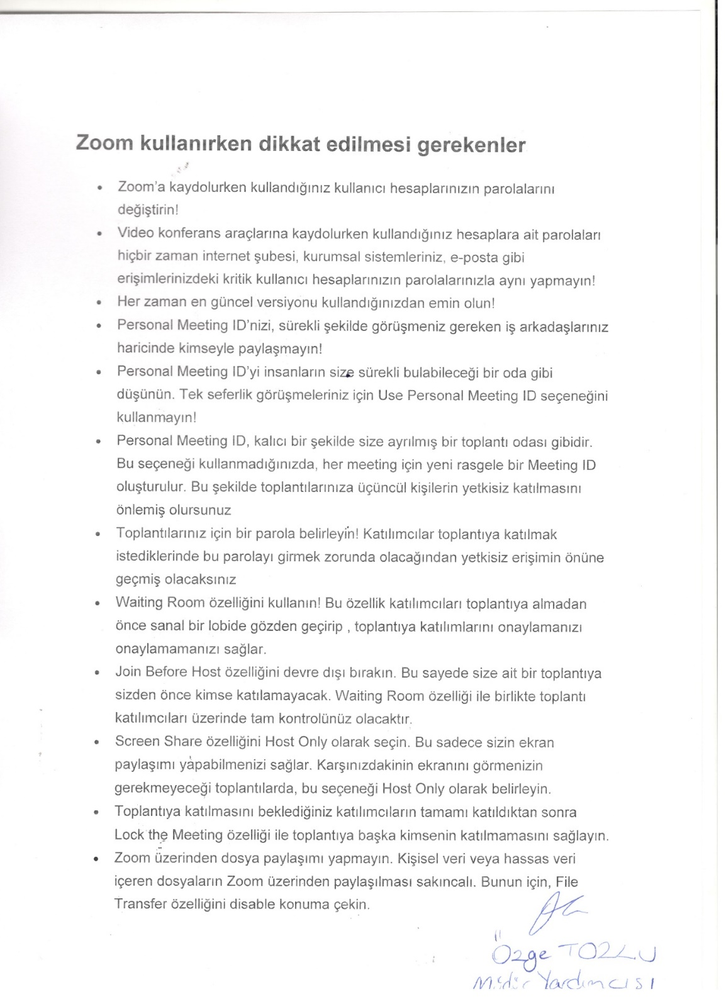 Zoom kullanırken dikkat edilmesi gerekenler
• Zoom'a kaydolurken kullandığınız kullanıcı hesaplarınızın parolalarını
değiştirin!
• Video konferans araçlarına kaydolurken kullandığınız hesaplara ait parolaları
hiçbir zaman internet şubesi, kurumsal sistemleriniz, e-posta gibi
erişimlerinizdeki kritik kullanıcı hesaplarınızın parolalarınızla aynı yapmayın!
• Her zaman en güncel versiyonu kullandığınızdan emin olun!
• Personal Meeting ID'nizi, sürekli şekilde görüşmeniz gereken iş arkadaşlarınız
haricinde kimseyle paylaşmayın!
• Personal Meeting ID'yi insanların size sürekli bulabileceği bir oda gibi
düşünün. Tek seferlik görüşmeleriniz için Use Personal Meeting ID seçeneğini
kullanmayın!
• Personal Meeting ID, kalıcı bir şekilde size ayrılmış bir toplantı odası gibidir.
Bu seçeneği kullanmadığınızda, her meeting için yeni rasgele bir Meeting ID
oluşturulur. Bu şekilde toplantılarınıza üçüncül kişilerin yetkisiz katılmasını
önlemiş olursunuz
• Toplantılarınız için bir parola belirleyin! Katılımcılar toplantıya katılmak
istediklerinde bu parolayı girmek zorunda olacağından yetkisiz erişimin önüne
geçmiş olacaksınız
• Waiting Room özelliğini kullanın! Bu özellik katılımcıları toplantıya almadan
önce sanal bir lobide gözden geçirip , toplantıya katılımlarını onaylamanızı
onaylamamanızı sağlar.
• Join Before Host özelliğini devre dışı bırakın. Bu sayede size ait bir toplantıya
sizden önce kimse katılamayacak. Waiting Room özelliği ile birlikte toplantı
katılımcıları üzerinde tam kontrolünüz olacaktır.
• Screen Share özelliğini Host Only olarak seçin. Bu sadece sizin ekran
paylaşımı yapabilmenizi sağlar. Karşınızdakinin ekranını görmenizin
gerekmeyeceği toplantılarda, bu seçeneği Host Only olarak belirleyin.
• Toplantıya katılmasını beklediğiniz katılımcıların tamamı katıldıktan sonra
Lock the Meeting özelliği ile toplantıya başka kimsenin katılmamasını sağlayın.
• Zoom üzerinden dosya paylaşımı yapmayın. Kişisel veri veya hassas veri
içeren dosyaların Zoom üzerinden paylaşılması sakıncalı. Bunun için, File
Transfer özelliğini disable konuma çekin.
Özge TOZLU
Müdür Yardımcısı